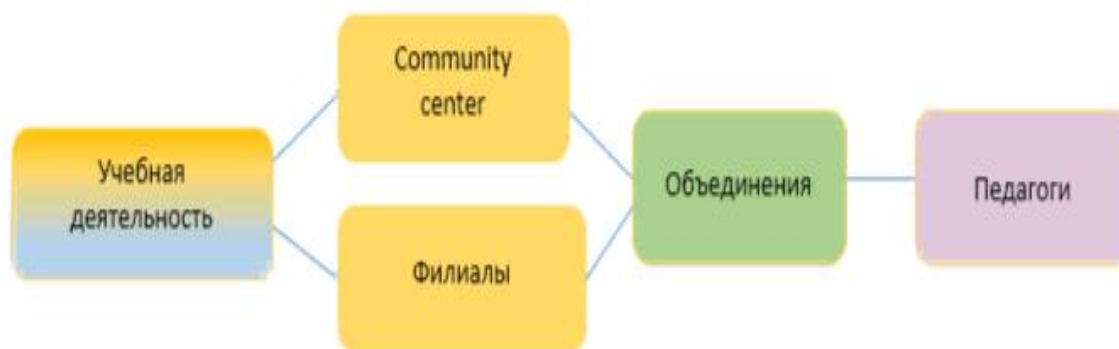 Учебная
деятельность
Community
center
Филиалы
Объединения
Педагоги